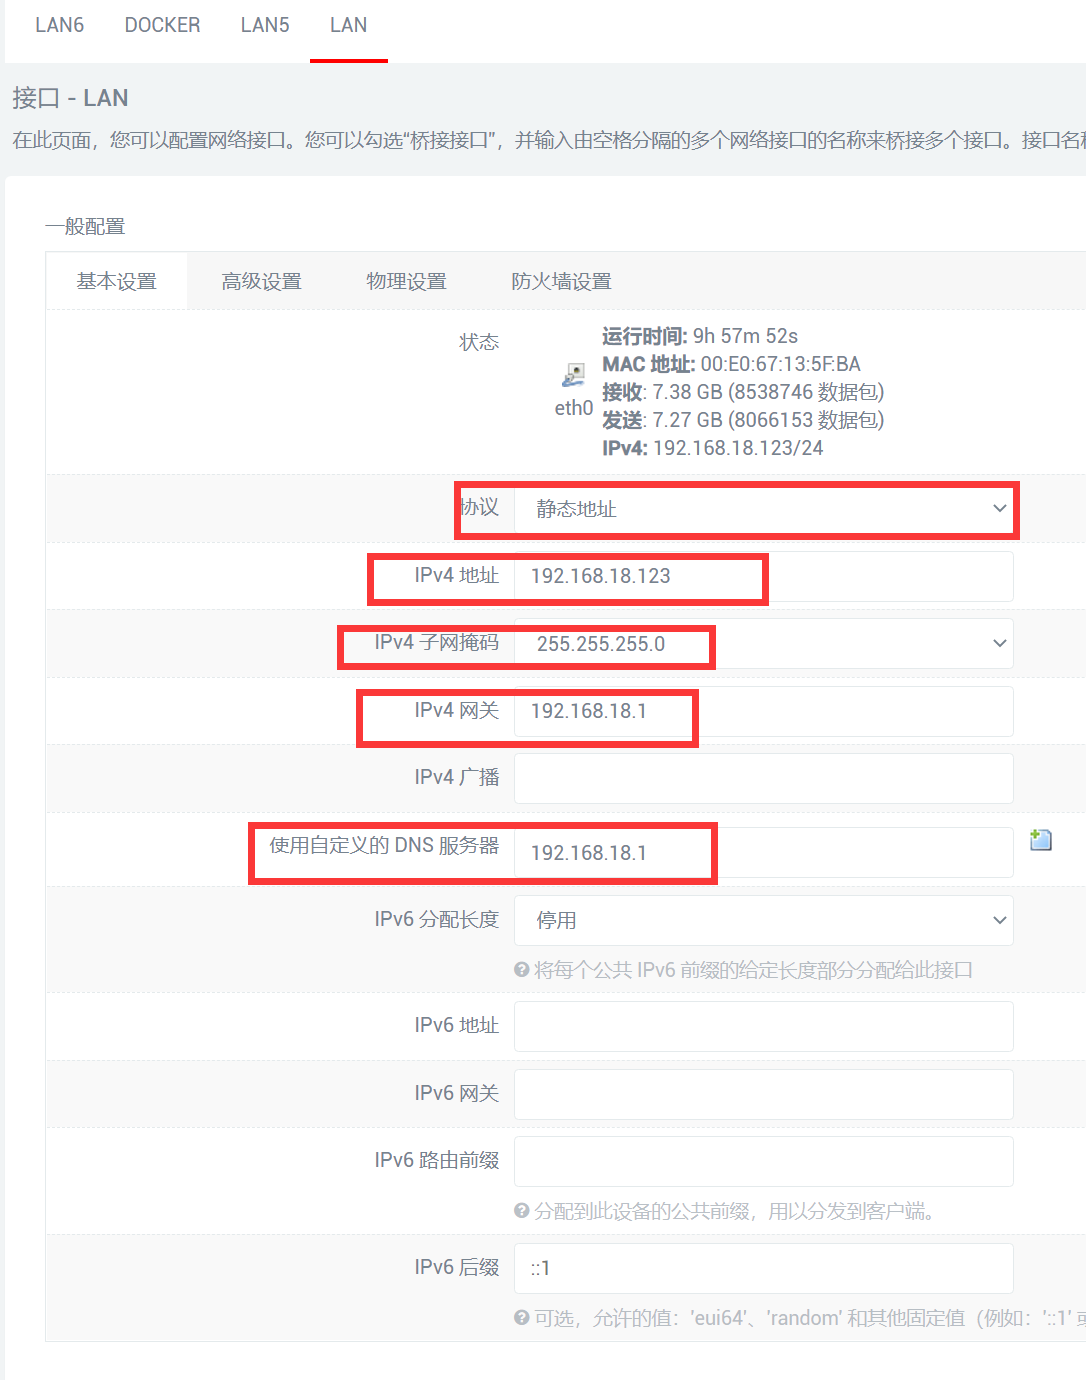 LAN6 DOCKER LAN5 LAN
接口 - LAN
在此页面，您可以配置网络接口。您可以勾选“桥接接口”，并输入由空格分隔的多个网络接口的名称来桥接多个接口。接口名
一般配置
基本设置 高级设置 物理设置 防火墙设置
状态
eth0
运行时间: 9h 57m 52s
MAC 地址: 00:E0:67:13:5F:BA
接收: 7.38 GB (8538746 数据包)
发送: 7.27 GB (8066153 数据包)
IPv4: 192.168.18.123/24
协议 静态地址
IPv4 地址 192.168.18.123
IPv4 子网掩码 255.255.255.0
IPv4 网关 192.168.18.1
IPv4 广播
使用自定义的 DNS 服务器 192.168.18.1
IPv6 分配长度 停用
将每个公共 IPv6 前缀的给定长度部分分配给此接口
IPv6 地址
IPv6 网关
IPv6 路由前缀
分配到此设备的公共前缀，用以分发到客户端。
IPv6 后缀 ::1
可选，允许的值：'eui64'、'random' 和其他固定值（例如：'::1'